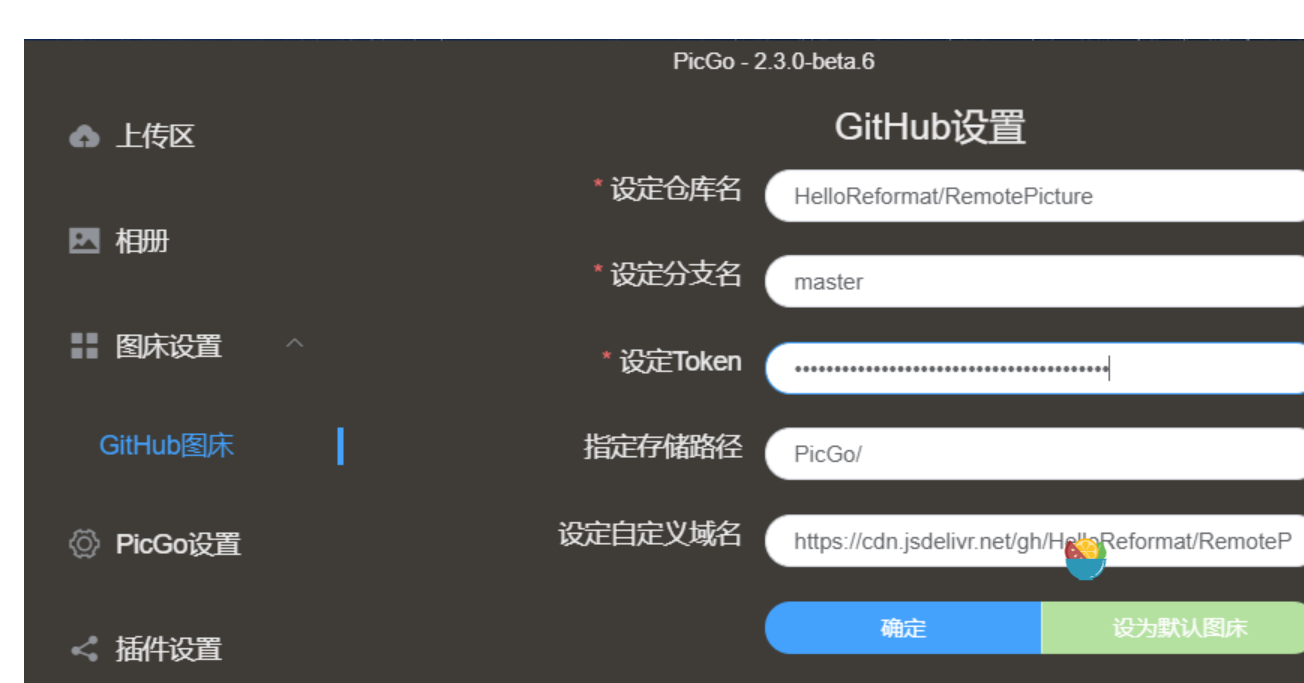 PicGo - 2.3.0-beta.6
上传区
相册
图床设置
GitHub图床
PicGo设置
插件设置
GitHub设置
* 设定仓库名 HelloReformat/RemotePicture
* 设定分支名 master
* 设定Token ••••••••••••••••••••••••••••••••••••••••
指定存储路径 PicGo/
设定自定义域名 https://cdn.jsdelivr.net/gh/HelloReformat/RemoteP
确定 设为默认图床